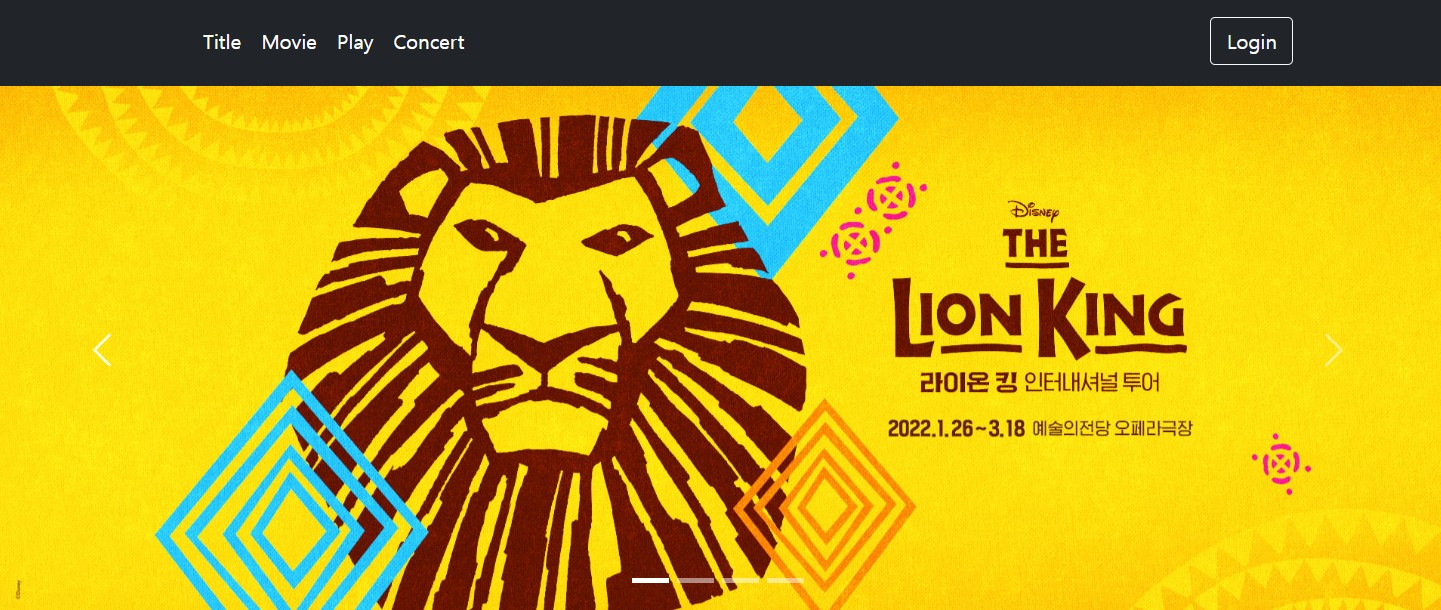 Title Movie Play Concert Login
Disney
THE
LION KING
라이온 킹 인터내셔널 투어
2022.1.26~3.18 예술의전당 오페라극장
©Disney